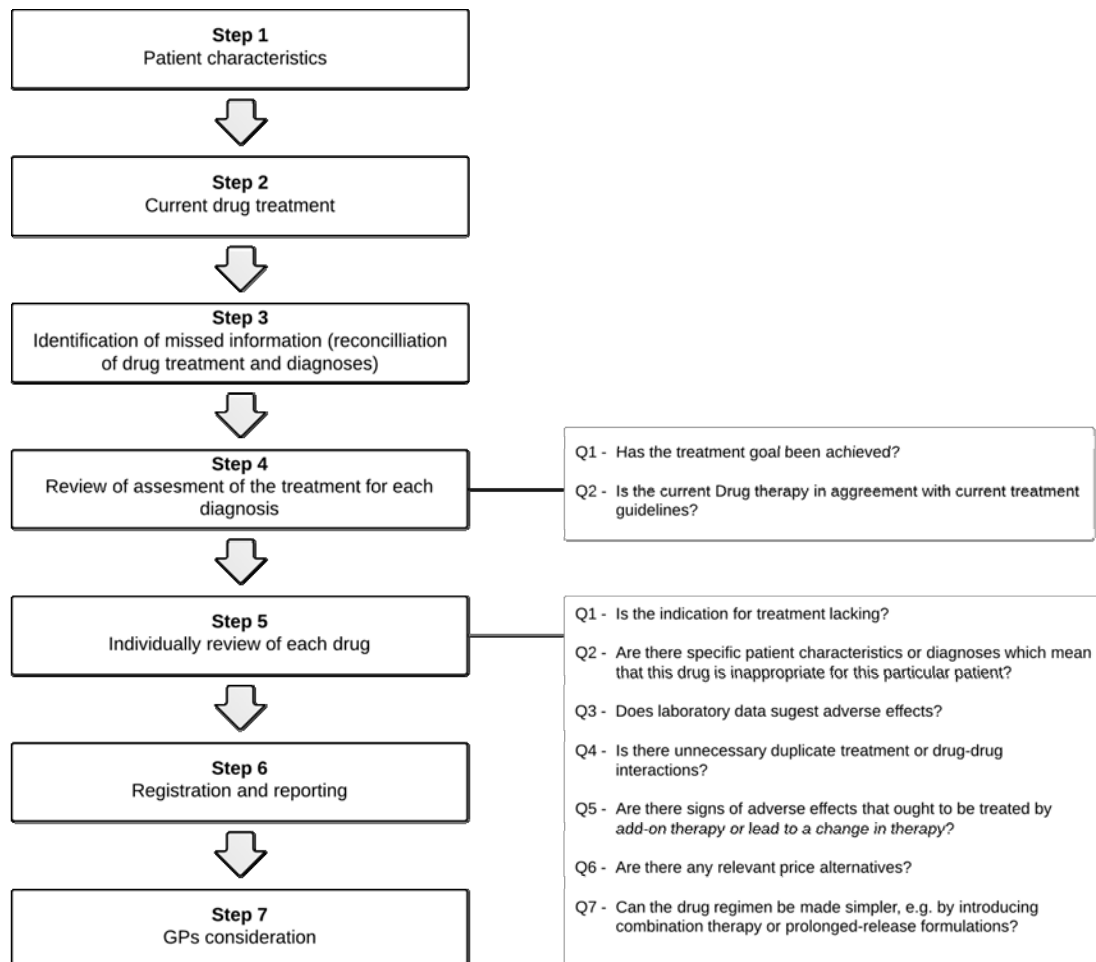 Step 1
Patient characteristics
Step 2
Current drug treatment
Step 3
Identification of missed information (reconcilliation
of drug treatment and diagnoses)
Step 4
Review of assesment of the treatment for each
diagnosis
Q1 - Has the treatment goal been achieved?
Q2 - Is the current Drug therapy in aggreement with current treatment
guidelines?
Step 5
Individually review of each drug
Q1 - Is the indication for treatment lacking?
Q2 - Are there specific patient characteristics or diagnoses which mean
that this drug is inappropriate for this particular patient?
Q3 - Does laboratory data sugest adverse effects?
Q4 - Is there unnecessary duplicate treatment or drug-drug
interactions?
Q5 - Are there signs of adverse effects that ought to be treated by
add-on therapy or lead to a change in therapy?
Q6 - Are there any relevant price alternatives?
Q7 - Can the drug regimen be made simpler, e.g. by introducing
combination therapy or prolonged-release formulations?
Step 6
Registration and reporting
Step 7
GPs consideration